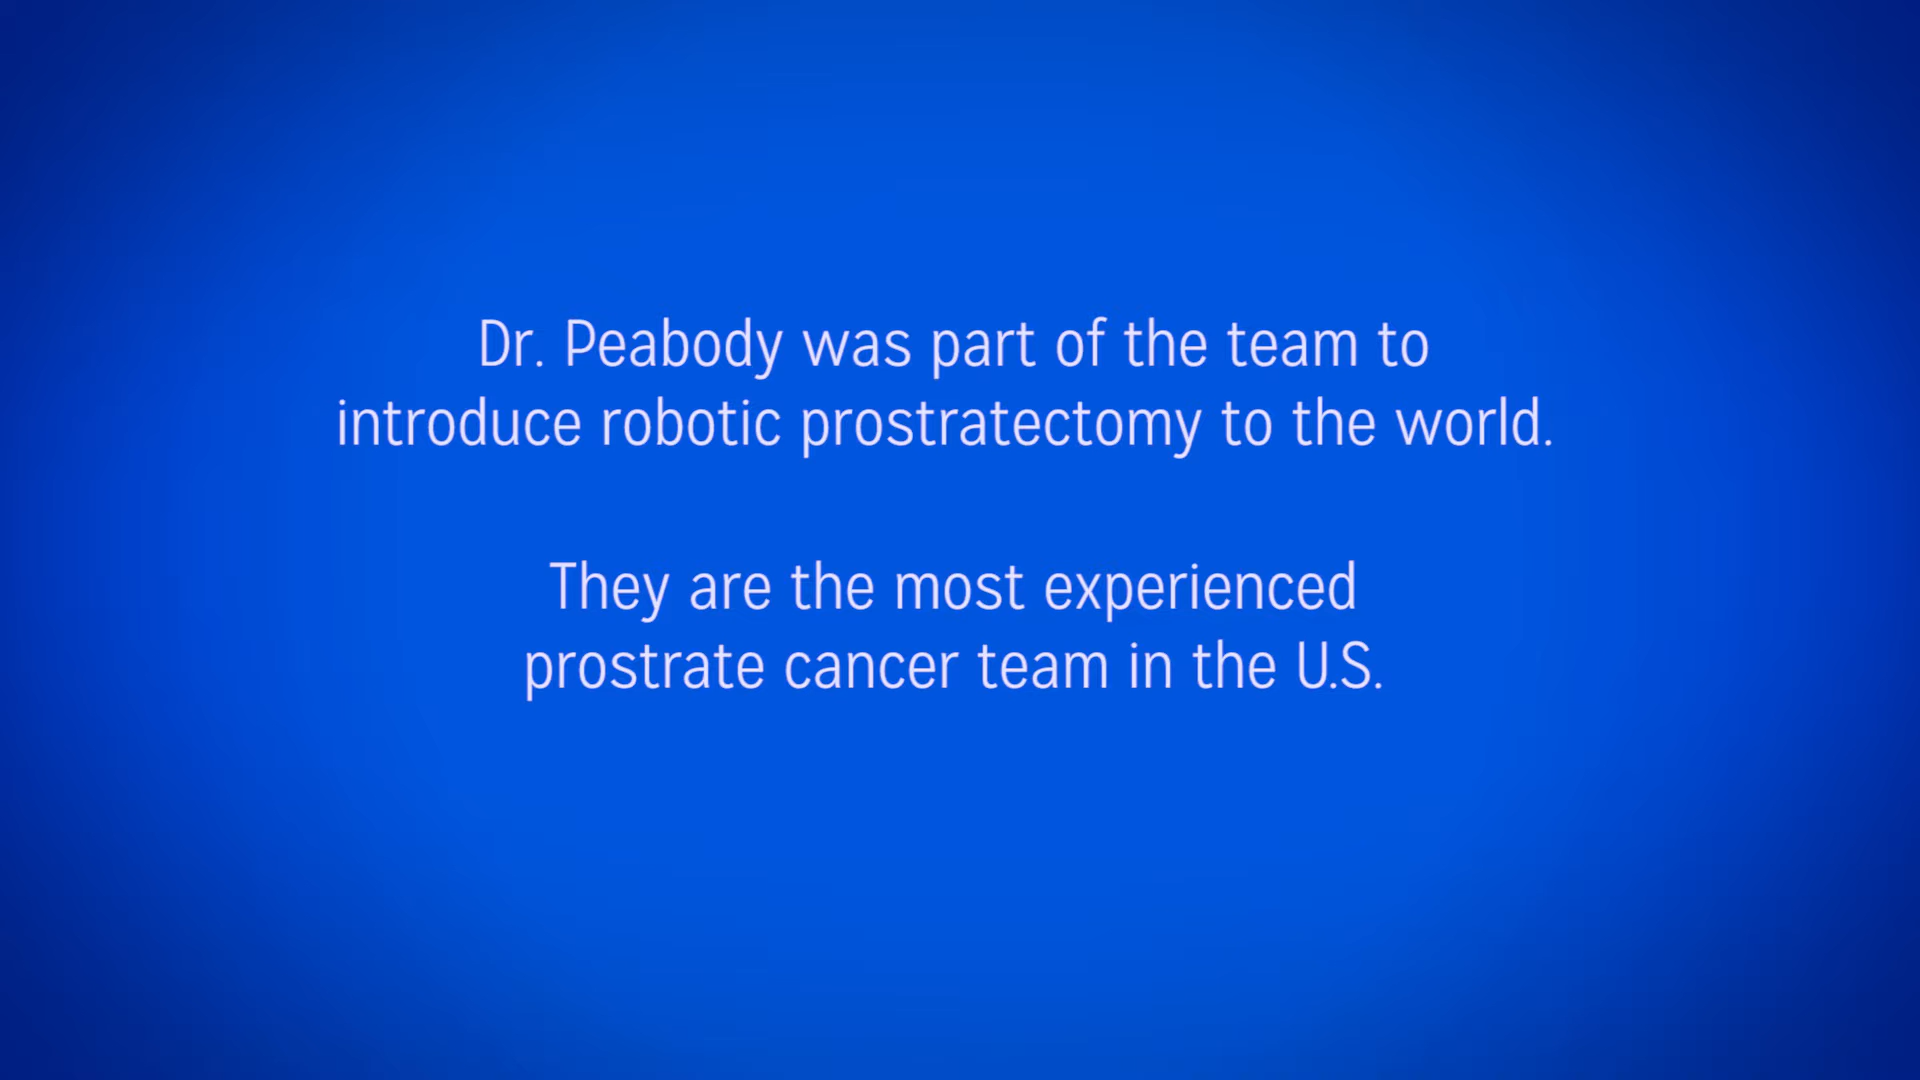 Dr. Peabody was part of the team to
introduce robotic prostratectomy to the world.
They are the most experienced
prostrate cancer team in the U.S.